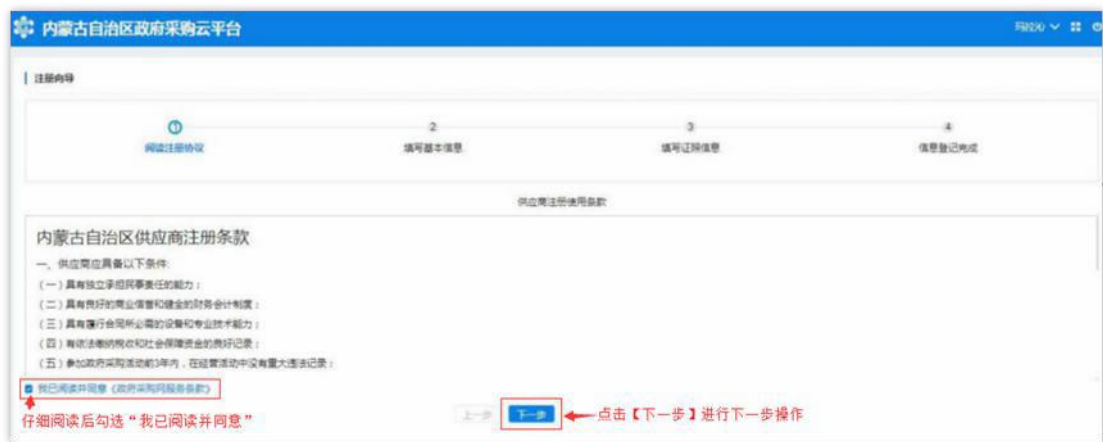 内蒙古自治区政府采购云平台
注册向导
1 2 3 4
阅读注册协议 填写基本信息 填写证照信息 信息登记完成
供应商注册使用条款
内蒙古自治区供应商注册条款
一、供应商应具备以下条件:
（一）具有独立承担民事责任的能力；
（二）具有良好的商业信誉和健全的财务会计制度；
（三）具有履行合同所必需的设备和专业技术能力；
（四）有依法缴纳税收和社会保障资金的良好记录；
（五）参加政府采购活动前3年内，在经营活动中没有重大违法记录；
我已阅读并同意《政府采购网服务条款》
仔细阅读后勾选“我已阅读并同意”
上一步 下一步 点击【下一步】进行下一步操作